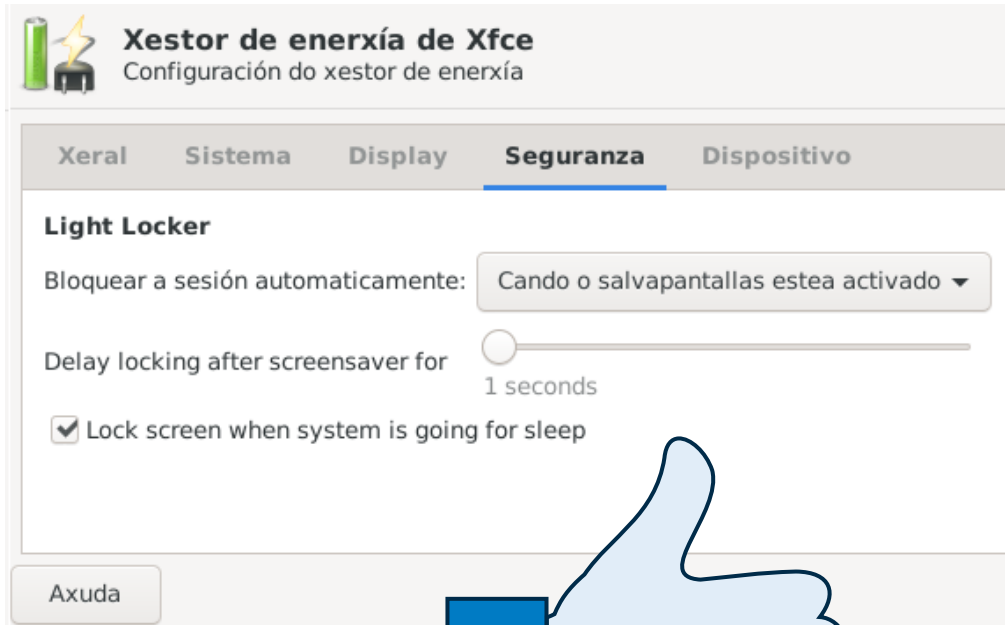 Xestor de enerxía de Xfce
Configuración do xestor de enerxía
Xeral Sistema Display Seguranza Dispositivo
Light Locker
Bloquear a sesión automaticamente: Cando o salvapantallas estea activado
Delay locking after screensaver for
1 seconds
Lock screen when system is going for sleep
Axuda